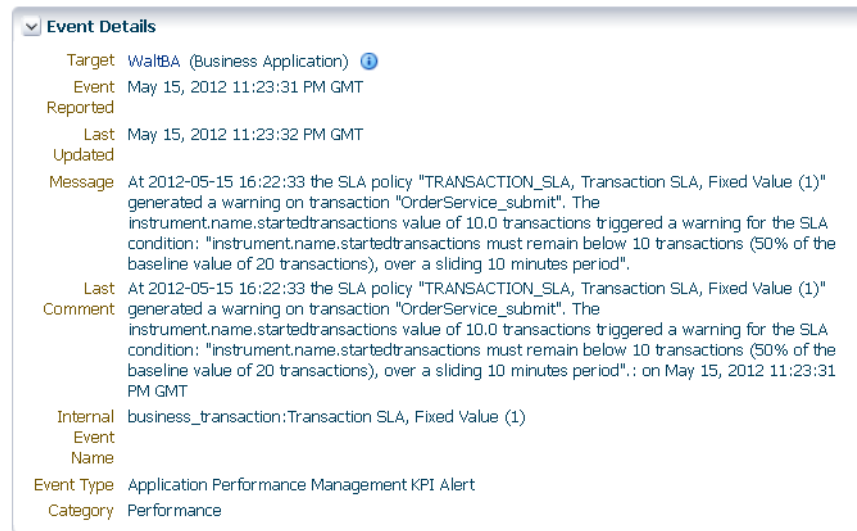 Event Details
Target WaltBA (Business Application)
Event Reported May 15, 2012 11:23:31 PM GMT
Last Updated May 15, 2012 11:23:32 PM GMT
Message At 2012-05-15 16:22:33 the SLA policy "TRANSACTION_SLA, Transaction SLA, Fixed Value (1)"
generated a warning on transaction "OrderService_submit". The
instrument.name.startedtransactions value of 10.0 transactions triggered a warning for the SLA
condition: "instrument.name.startedtransactions must remain below 10 transactions (50% of the
baseline value of 20 transactions), over a sliding 10 minutes period".
Last Comment At 2012-05-15 16:22:33 the SLA policy "TRANSACTION_SLA, Transaction SLA, Fixed Value (1)"
generated a warning on transaction "OrderService_submit". The
instrument.name.startedtransactions value of 10.0 transactions triggered a warning for the SLA
condition: "instrument.name.startedtransactions must remain below 10 transactions (50% of the
baseline value of 20 transactions), over a sliding 10 minutes period".: on May 15, 2012 11:23:31
PM GMT
Internal Event Name business_transaction:Transaction SLA, Fixed Value (1)
Event Type Application Performance Management KPI Alert
Category Performance